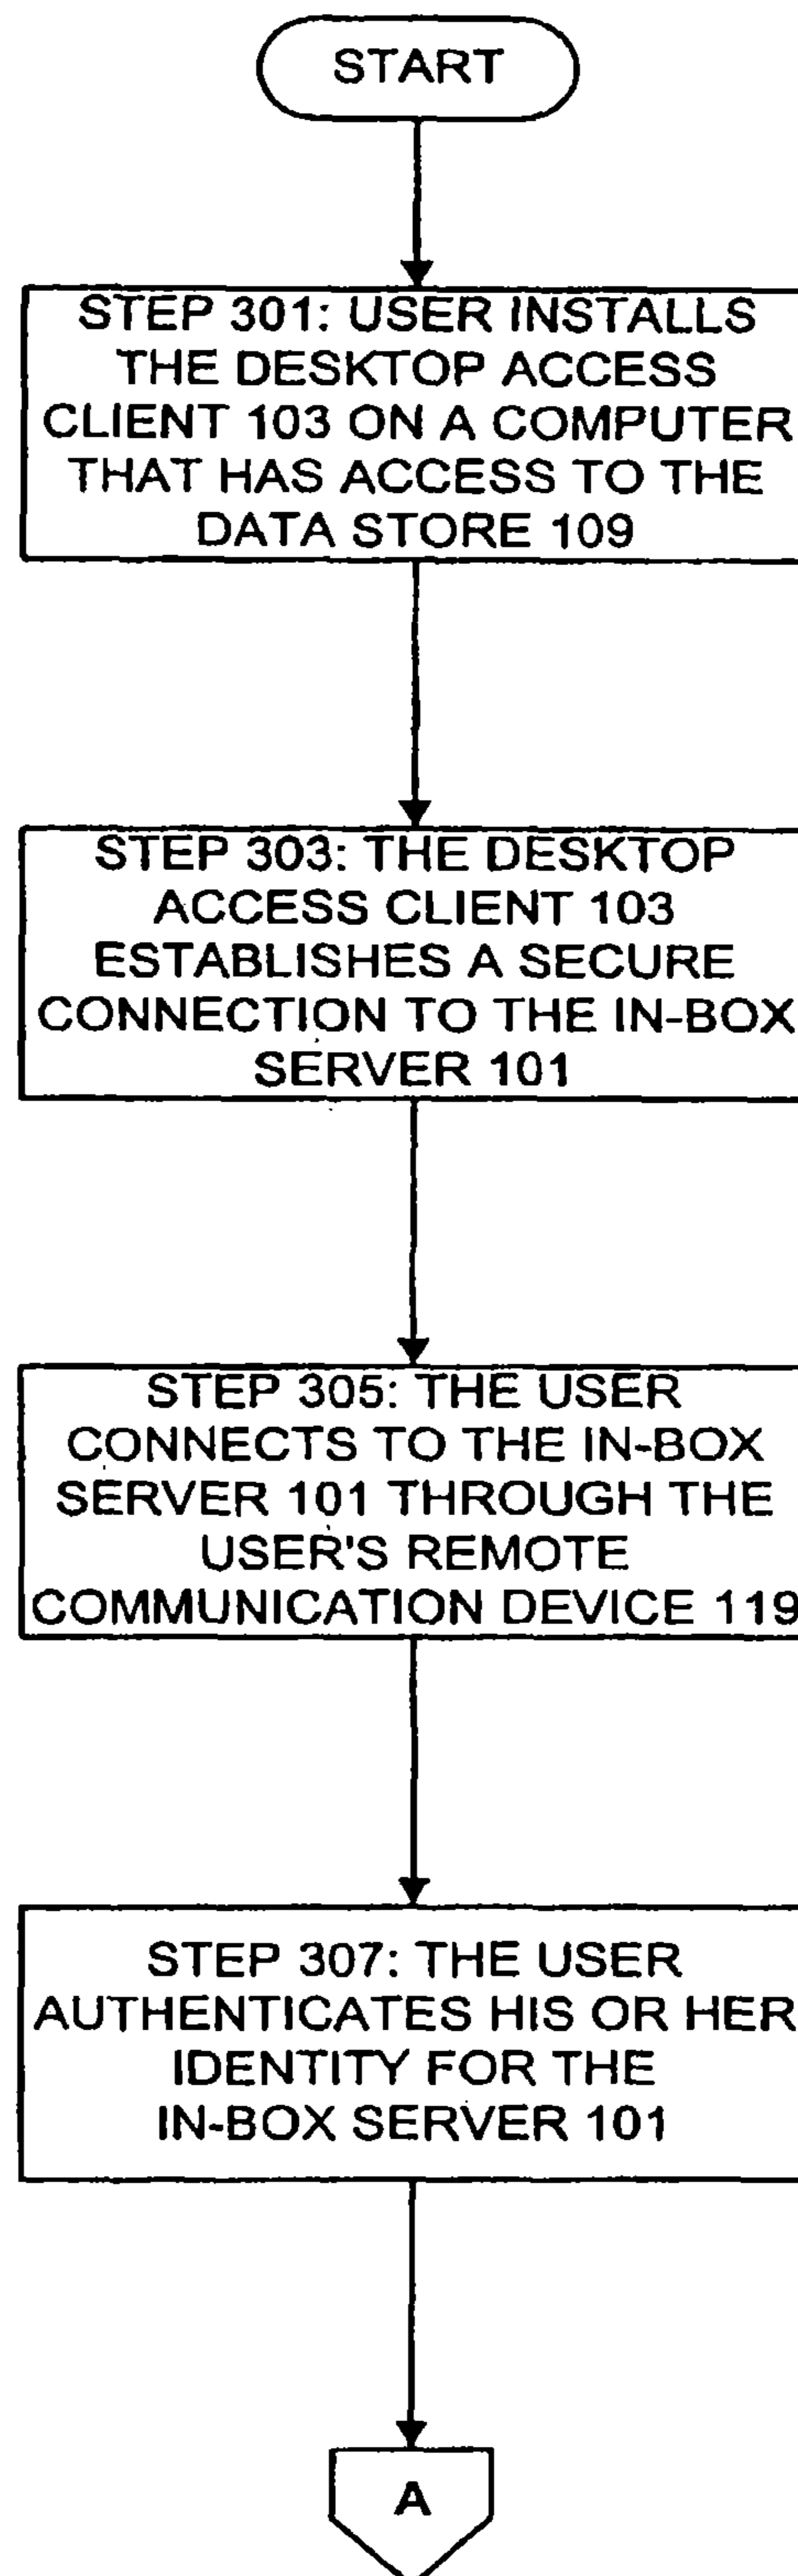 START
STEP 301: USER INSTALLS
THE DESKTOP ACCESS
CLIENT 103 ON A COMPUTER
THAT HAS ACCESS TO THE
DATA STORE 109
STEP 303: THE DESKTOP
ACCESS CLIENT 103
ESTABLISHES A SECURE
CONNECTION TO THE IN-BOX
SERVER 101
STEP 305: THE USER
CONNECTS TO THE IN-BOX
SERVER 101 THROUGH THE
USER'S REMOTE
COMMUNICATION DEVICE 119
STEP 307: THE USER
AUTHENTICATES HIS OR HER
IDENTITY FOR THE
IN-BOX SERVER 101
A